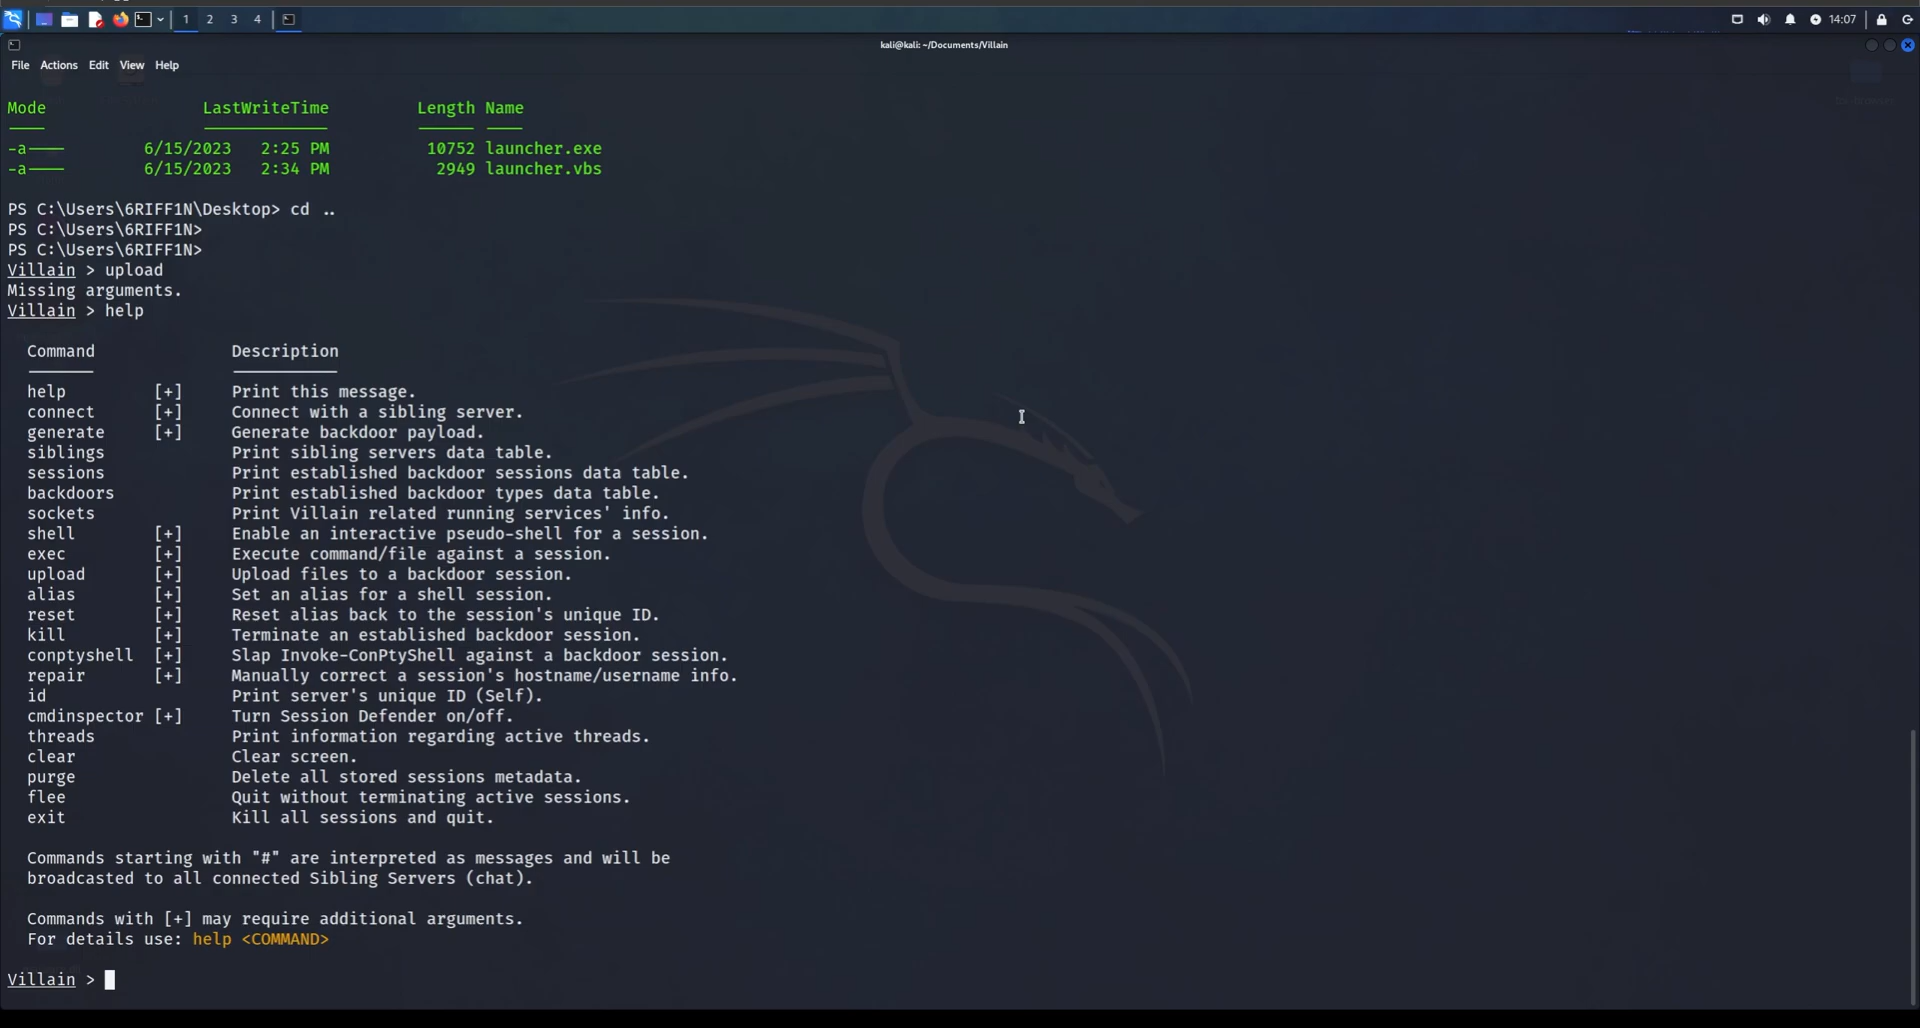 1 2 3 4 14:07
kali@kali: ~/Documents/Villain
File Actions Edit View Help
Mode LastWriteTime Length Name
-a---- 6/15/2023 2:25 PM 10752 launcher.exe
-a---- 6/15/2023 2:34 PM 2949 launcher.vbs
PS C:\Users\6RIFF1N\Desktop> cd ..
PS C:\Users\6RIFF1N>
PS C:\Users\6RIFF1N>
Villain > upload
Missing arguments.
Villain > help
Command Description
help [+] Print this message.
connect [+] Connect with a sibling server.
generate [+] Generate backdoor payload.
siblings Print sibling servers data table.
sessions Print established backdoor sessions data table.
backdoors Print established backdoor types data table.
sockets Print Villain related running services' info.
shell [+] Enable an interactive pseudo-shell for a session.
exec [+] Execute command/file against a session.
upload [+] Upload files to a backdoor session.
alias [+] Set an alias for a shell session.
reset [+] Reset alias back to the session's unique ID.
kill [+] Terminate an established backdoor session.
conptyshell [+] Slap Invoke-ConPtyShell against a backdoor session.
repair [+] Manually correct a session's hostname/username info.
id Print server's unique ID (Self).
cmdinspector [+] Turn Session Defender on/off.
threads Print information regarding active threads.
clear Clear screen.
purge Delete all stored sessions metadata.
flee Quit without terminating active sessions.
exit Kill all sessions and quit.
Commands starting with "#" are interpreted as messages and will be
broadcasted to all connected Sibling Servers (chat).
Commands with [+] may require additional arguments.
For details use: help <COMMAND>
Villain >